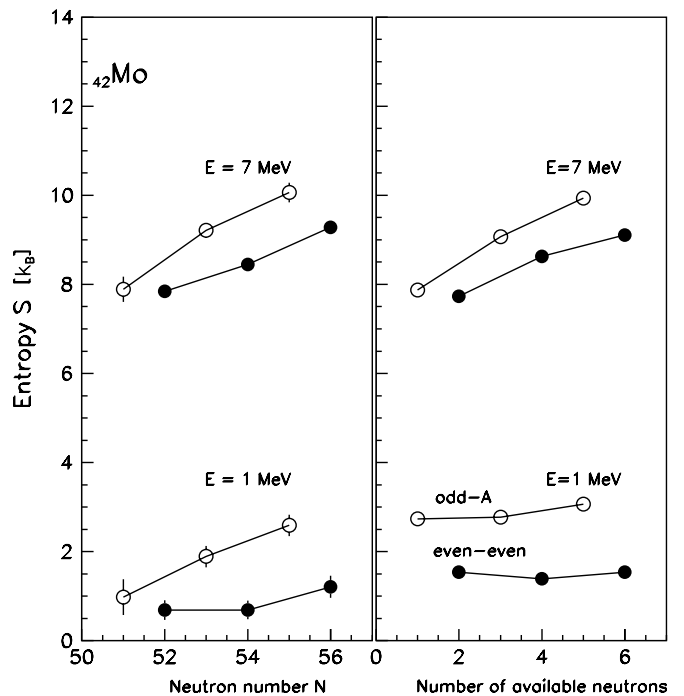 14
12
10
8
6
4
2
0
Entropy S [k_B]
₄₂Mo
E = 7 MeV
E = 1 MeV
50
52
54
56
Neutron number N
E=7 MeV
E=1 MeV
odd-A
even-even
0
2
4
6
Number of available neutrons